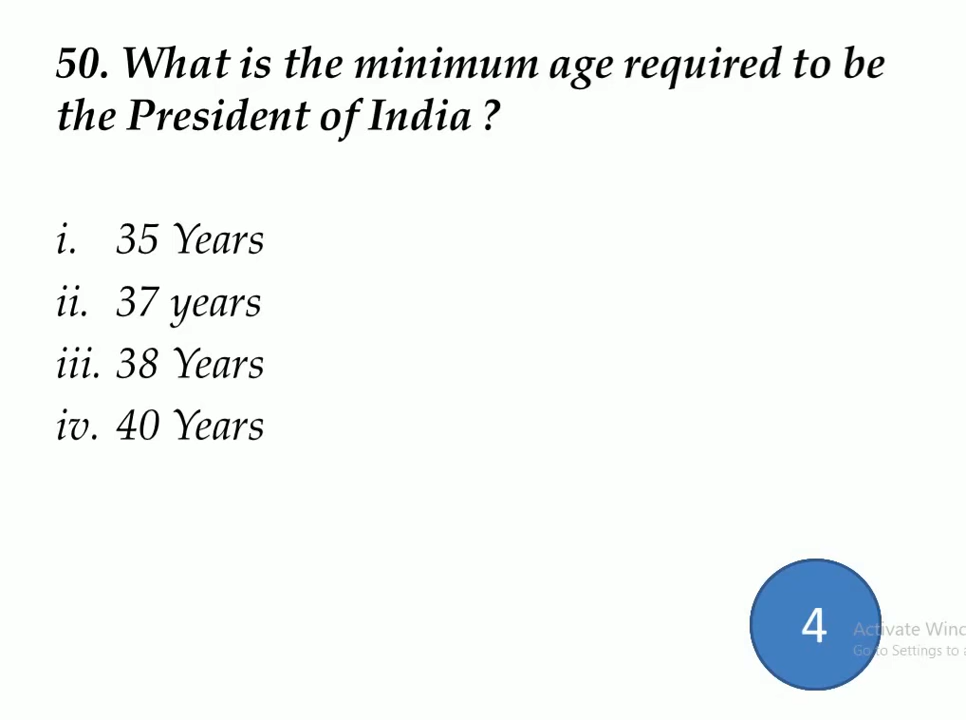 50. What is the minimum age required to be
the President of India ?
i. 35 Years
ii. 37 years
iii. 38 Years
iv. 40 Years
4
Activate Winc
Go to Settings to a